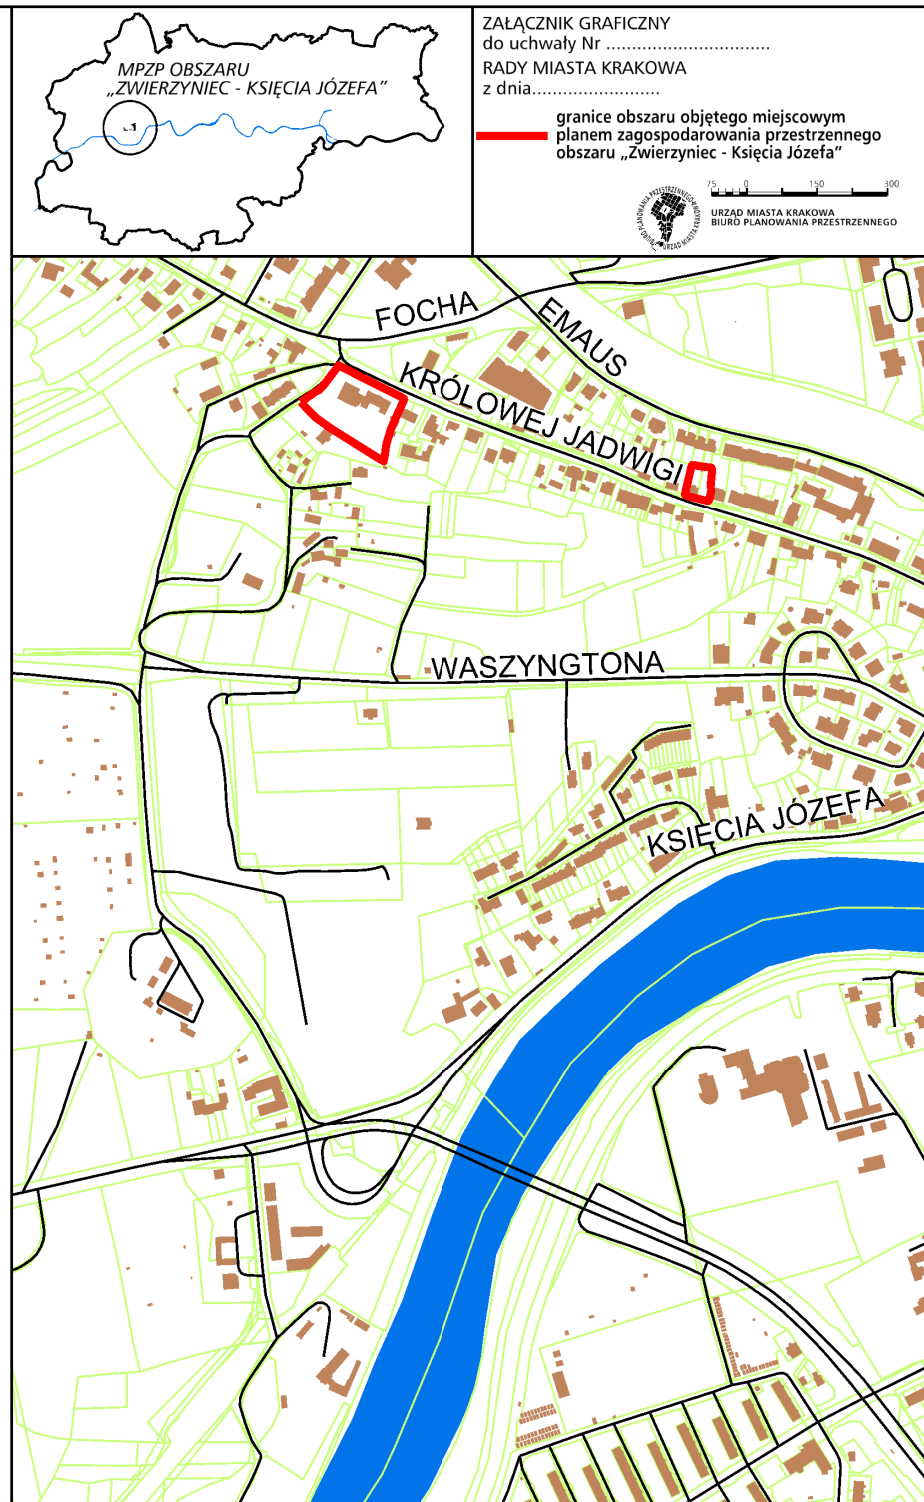 MPZP OBSZARU
„ZWIERZYNIEC - KSIĘCIA JÓZEFA”
ZAŁĄCZNIK GRAFICZNY
do uchwały Nr ................................
RADY MIASTA KRAKOWA
z dnia.........................
granice obszaru objętego miejscowym
planem zagospodarowania przestrzennego
obszaru „Zwierzyniec - Księcia Józefa”
75 0 150 300
URZĄD MIASTA KRAKOWA
BIURO PLANOWANIA PRZESTRZENNEGO
FOCHA
EMAUS
KRÓLOWEJ JADWIGI
WASZYNGTONA
KSIĘCIA JÓZEFA